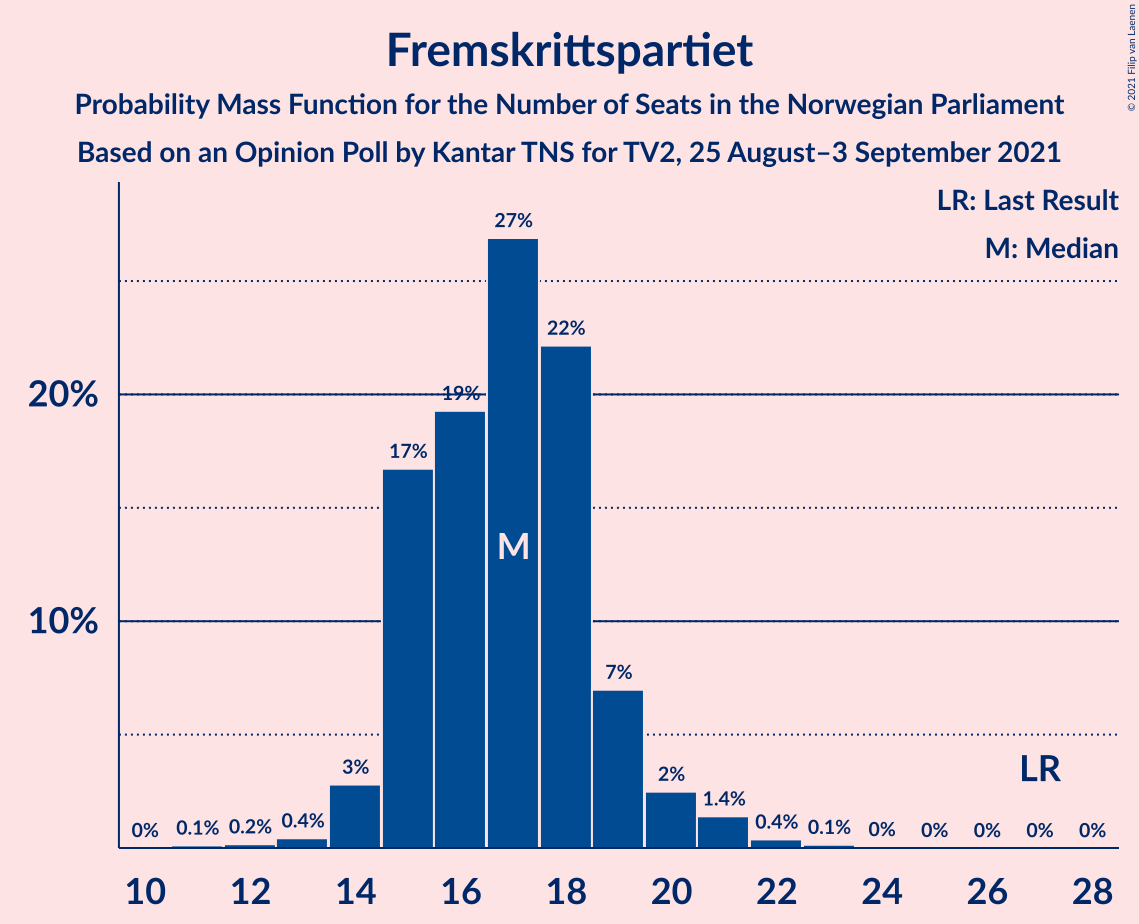 Fremskrittspartiet
Probability Mass Function for the Number of Seats in the Norwegian Parliament
Based on an Opinion Poll by Kantar TNS for TV2, 25 August–3 September 2021
© 2021 Filip van Laenen
LR: Last Result
M: Median
20%
10%
0%
0.1%
0.2%
0.4%
3%
17%
19%
27%
22%
7%
2%
1.4%
0.4%
0.1%
0%
0%
0%
0%
0%
M
LR
10 12 14 16 18 20 22 24 26 28